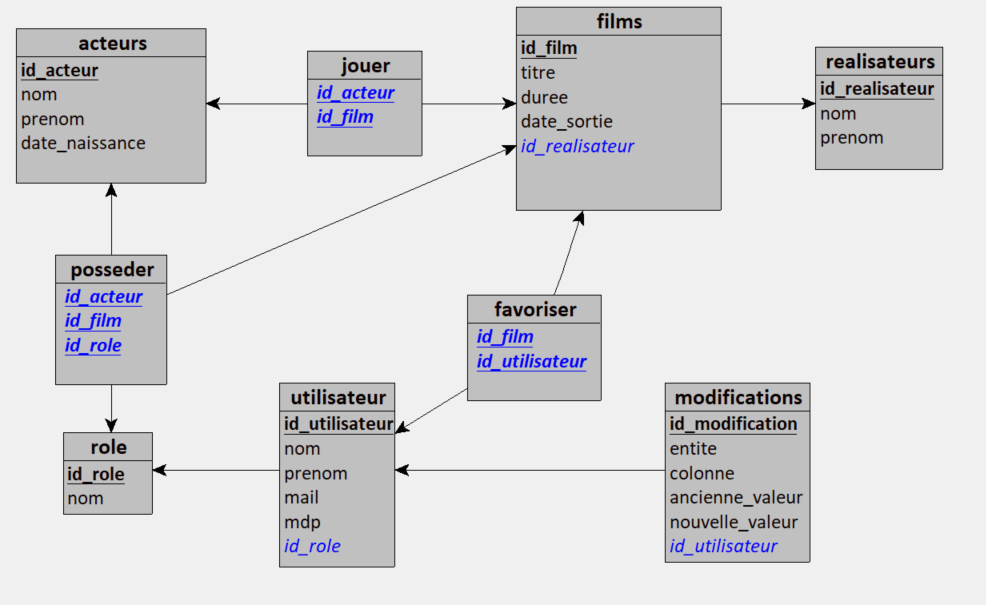 acteurs
id_acteur
nom
prenom
date_naissance
jouer
id_acteur
id_film
films
id_film
titre
duree
date_sortie
id_realisateur
realisateurs
id_realisateur
nom
prenom
posseder
id_acteur
id_film
id_role
favoriser
id_film
id_utilisateur
role
id_role
nom
utilisateur
id_utilisateur
nom
prenom
mail
mdp
id_role
modifications
id_modification
entite
colonne
ancienne_valeur
nouvelle_valeur
id_utilisateur